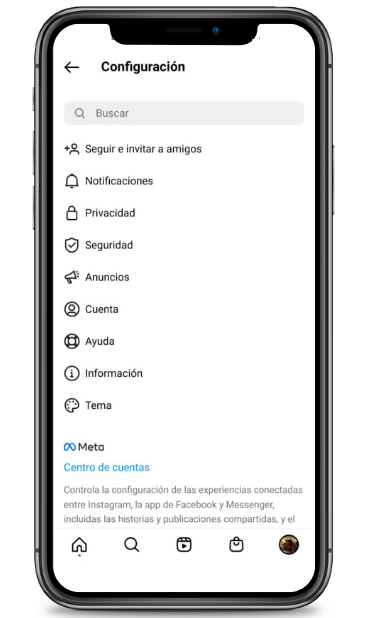 Configuración
Buscar
Seguir e invitar a amigos
Notificaciones
Privacidad
Seguridad
Anuncios
Cuenta
Ayuda
Información
Tema
Meta
Centro de cuentas
Controla la configuración de las experiencias conectadas
entre Instagram, la app de Facebook y Messenger,
incluidas las historias y publicaciones compartidas, y el